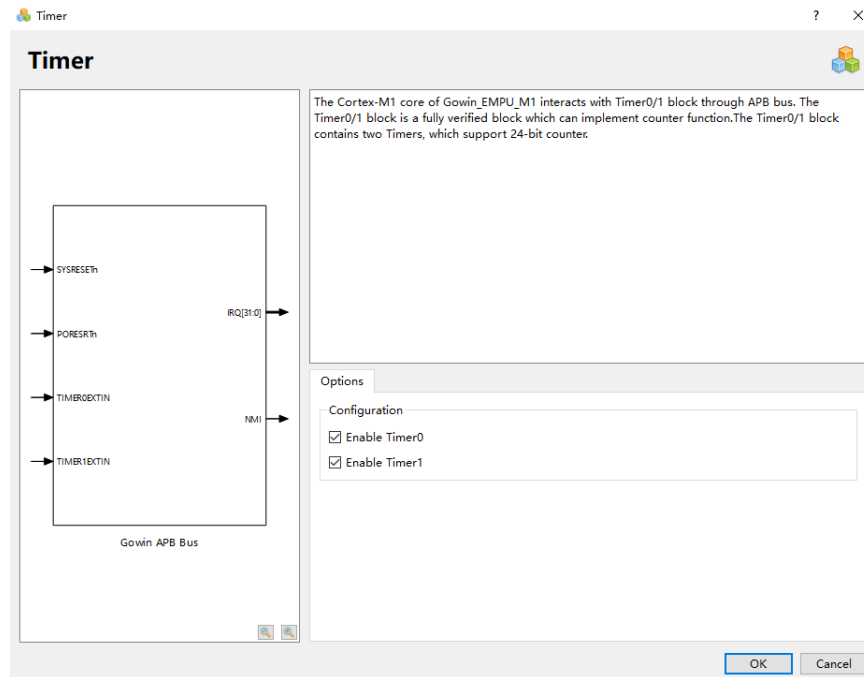 Timer
Timer
The Cortex-M1 core of Gowin_EMPU_M1 interacts with Timer0/1 block through APB bus. The
Timer0/1 block is a fully verified block which can implement counter function.The Timer0/1 block
contains two Timers, which support 24-bit counter.
SYSRESETn
IRQ[31:0]
PORESRTn
TIMER0EXTIN
NMI
TIMER1EXTIN
Gowin APB Bus
Options
Configuration
Enable Timer0
Enable Timer1
OK
Cancel